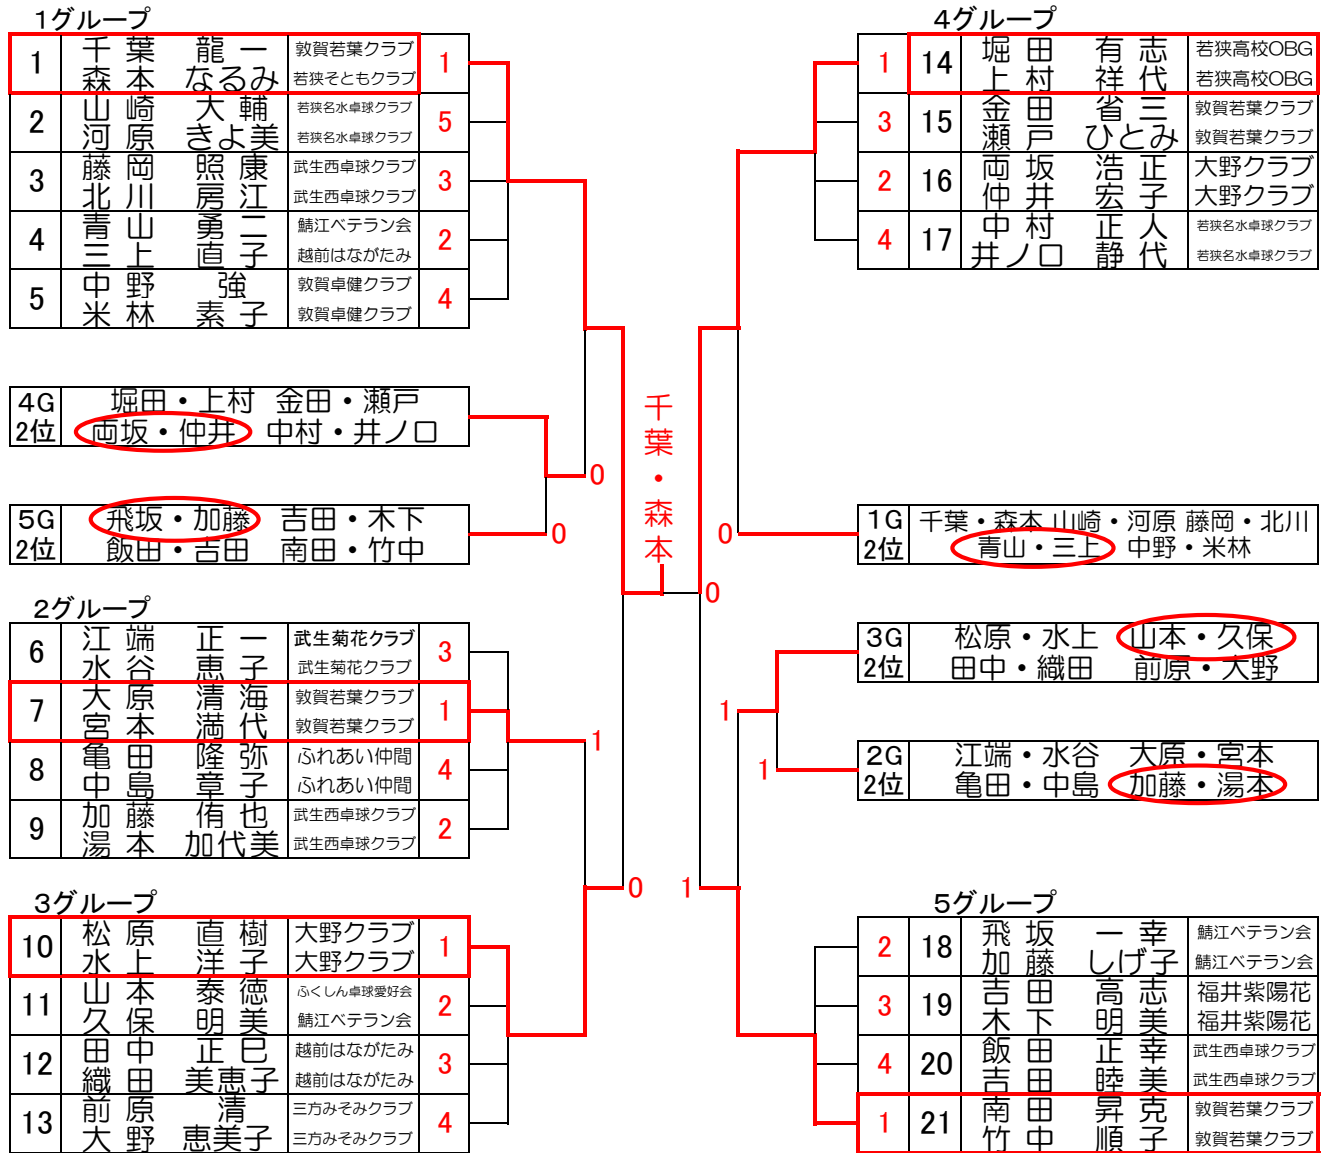 1グループ
1 千葉 龍一 敦賀若葉クラブ 1
森本 なるみ 若狭そともクラブ
2 山崎 大輔 若狭名水卓球クラブ 5
河原 きよ美 若狭名水卓球クラブ
3 藤岡 照康 武生西卓球クラブ 3
北川 房江 武生西卓球クラブ
4 青山 勇二 鯖江ベテラン会 2
三上 直子 越前はながたみ
5 中野 強 敦賀卓健クラブ 4
米林 素子 敦賀卓健クラブ
4G 堀田・上村 金田・瀬戸
2位 両坂・仲井 中村・井ノ口
0
5G 飛坂・加藤 吉田・木下
2位 飯田・吉田 南田・竹中
0
2グループ
6 江端 正一 武生菊花クラブ 3
水谷 恵子 武生菊花クラブ
7 大原 清海 敦賀若葉クラブ 1
宮本 満代 敦賀若葉クラブ
1
8 亀田 隆弥 ふれあい仲間 4
中島 章子 ふれあい仲間
9 加藤 侑也 武生西卓球クラブ 2
湯本 加代美 武生西卓球クラブ
0
3グループ
10 松原 直樹 大野クラブ 1
水上 洋子 大野クラブ
11 山本 泰徳 ふくしん卓球愛好会 2
久保 明美 鯖江ベテラン会
12 田中 正巳 越前はながたみ 3
織田 美恵子 越前はながたみ
13 前原 清 三方みそみクラブ 4
大野 恵美子 三方みそみクラブ
千葉・森本
4グループ
1 14 堀田 有志 若狭高校OBG
上村 祥代 若狭高校OBG
3 15 金田 省三 敦賀若葉クラブ
瀬戸 ひとみ 敦賀若葉クラブ
2 16 両坂 浩正 大野クラブ
仲井 宏子 大野クラブ
4 17 中村 正人 若狭名水卓球クラブ
井ノ口 静代 若狭名水卓球クラブ
0
1G 千葉・森本 山崎・河原 藤岡・北川
2位 青山・三上 中野・米林
0
3G 松原・水上 山本・久保
2位 田中・織田 前原・大野
1
2G 江端・水谷 大原・宮本
2位 亀田・中島 加藤・湯本
1
1
5グループ
2 18 飛坂 一幸 鯖江ベテラン会
加藤 しげ子 鯖江ベテラン会
3 19 吉田 高志 福井紫陽花
木下 明美 福井紫陽花
4 20 飯田 正幸 武生西卓球クラブ
吉田 睦美 武生西卓球クラブ
1 21 南田 昇克 敦賀若葉クラブ
竹中 順子 敦賀若葉クラブ